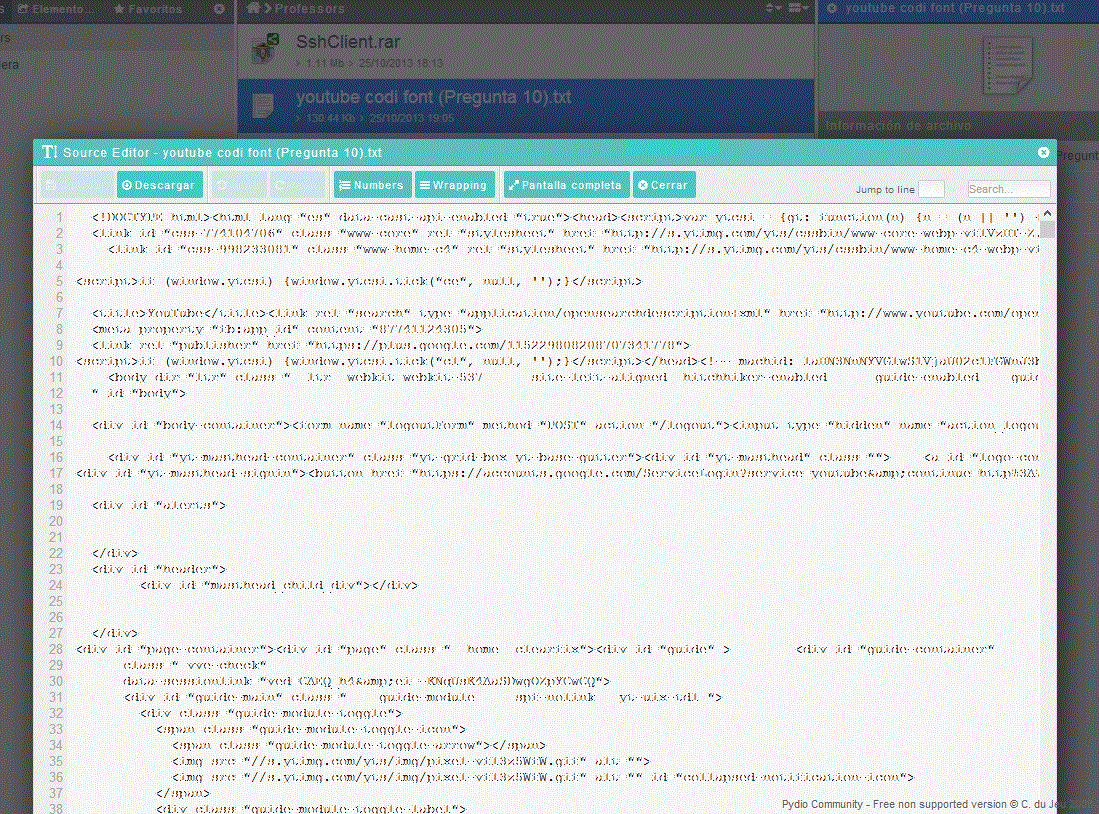 Elemento... Favoritos
Professors
youtube codi font (Pregunta 10).txt
SshClient.rar
1.11 Mb 25/10/2013 18:13
youtube codi font (Pregunta 10).txt
130.44 Kb 25/10/2013 19:05
Información de archivo
T! Source Editor - youtube codi font (Pregunta 10).txt
Descargar Numbers Wrapping Pantalla completa Cerrar Jump to line Search...
1 <!DOCTYPE html><html lang="es" data-cast-api-enabled="true"><head><script>var ytcsi = {gt: function(n) {n = (n || '')
2 <link id="css-774104706" class="www-core" rel="stylesheet" href="http://s.ytimg.com/yts/cssbin/www-core-webp-
3 <link id="css-998233081" class="www-home-c4" rel="stylesheet" href="http://s.ytimg.com/yts/cssbin/www-home-c4-webp-
4
5 <script>if (window.ytcsi) {window.ytcsi.tick("ce", null, '');}</script>
6
7 <title>YouTube</title><link rel="search" type="application/opensearchdescription+xml" href="http://www.youtube.com/open
8 <meta property="fb:app_id" content="87741124305">
9 <link rel="publisher" href="https://plus.google.com/115229808208707341778">
10 <script>if (window.ytcsi) {window.ytcsi.tick("cl", null, '');}</script></head><!-- machid:
11 <body dir="ltr" class=" ltr webkit webkit-537 site-left-aligned hitchhiker-enabled guide-enabled
12 " id="body">
13
14 <div id="body-container"><form name="logoutForm" method="POST" action="/logout"><input type="hidden" name="action_logou
15
16 <div id="yt-masthead-container" class="yt-grid-box yt-base-gutter"><div id="yt-masthead" class=""> <a id="logo-con
17 <div id="yt-masthead-signin"><button href="https://accounts.google.com/ServiceLogin?service=youtube&amp;continue=http%3A
18
19 <div id="alerts">
20
21
22 </div>
23 <div id="header">
24 <div id="masthead_child_div"></div>
25
26
27 </div>
28 <div id="page-container"><div id="page" class=" home clearfix"><div id="guide" > <div id="guide-container"
29 class=" vve-check"
30 data-sessionlink="ved=
31 <div id="guide-main" class=" guide-module spf-nolink yt-uix-tdl ">
32 <div class="guide-module-toggle">
33 <span class="guide-module-toggle-icon">
34 <span class="guide-module-toggle-arrow"></span>
35 <img src="//s.ytimg.com/yts/img/pixel-vfl3z5WfW.gif" alt="">
36 <img src="//s.ytimg.com/yts/img/pixel-vfl3z5WfW.gif" alt="" id="collapsed-notification-icon">
37 </span>
38 <div class="guide-module-toggle-label">
Pydio Community - Free non supported version © C. du Je